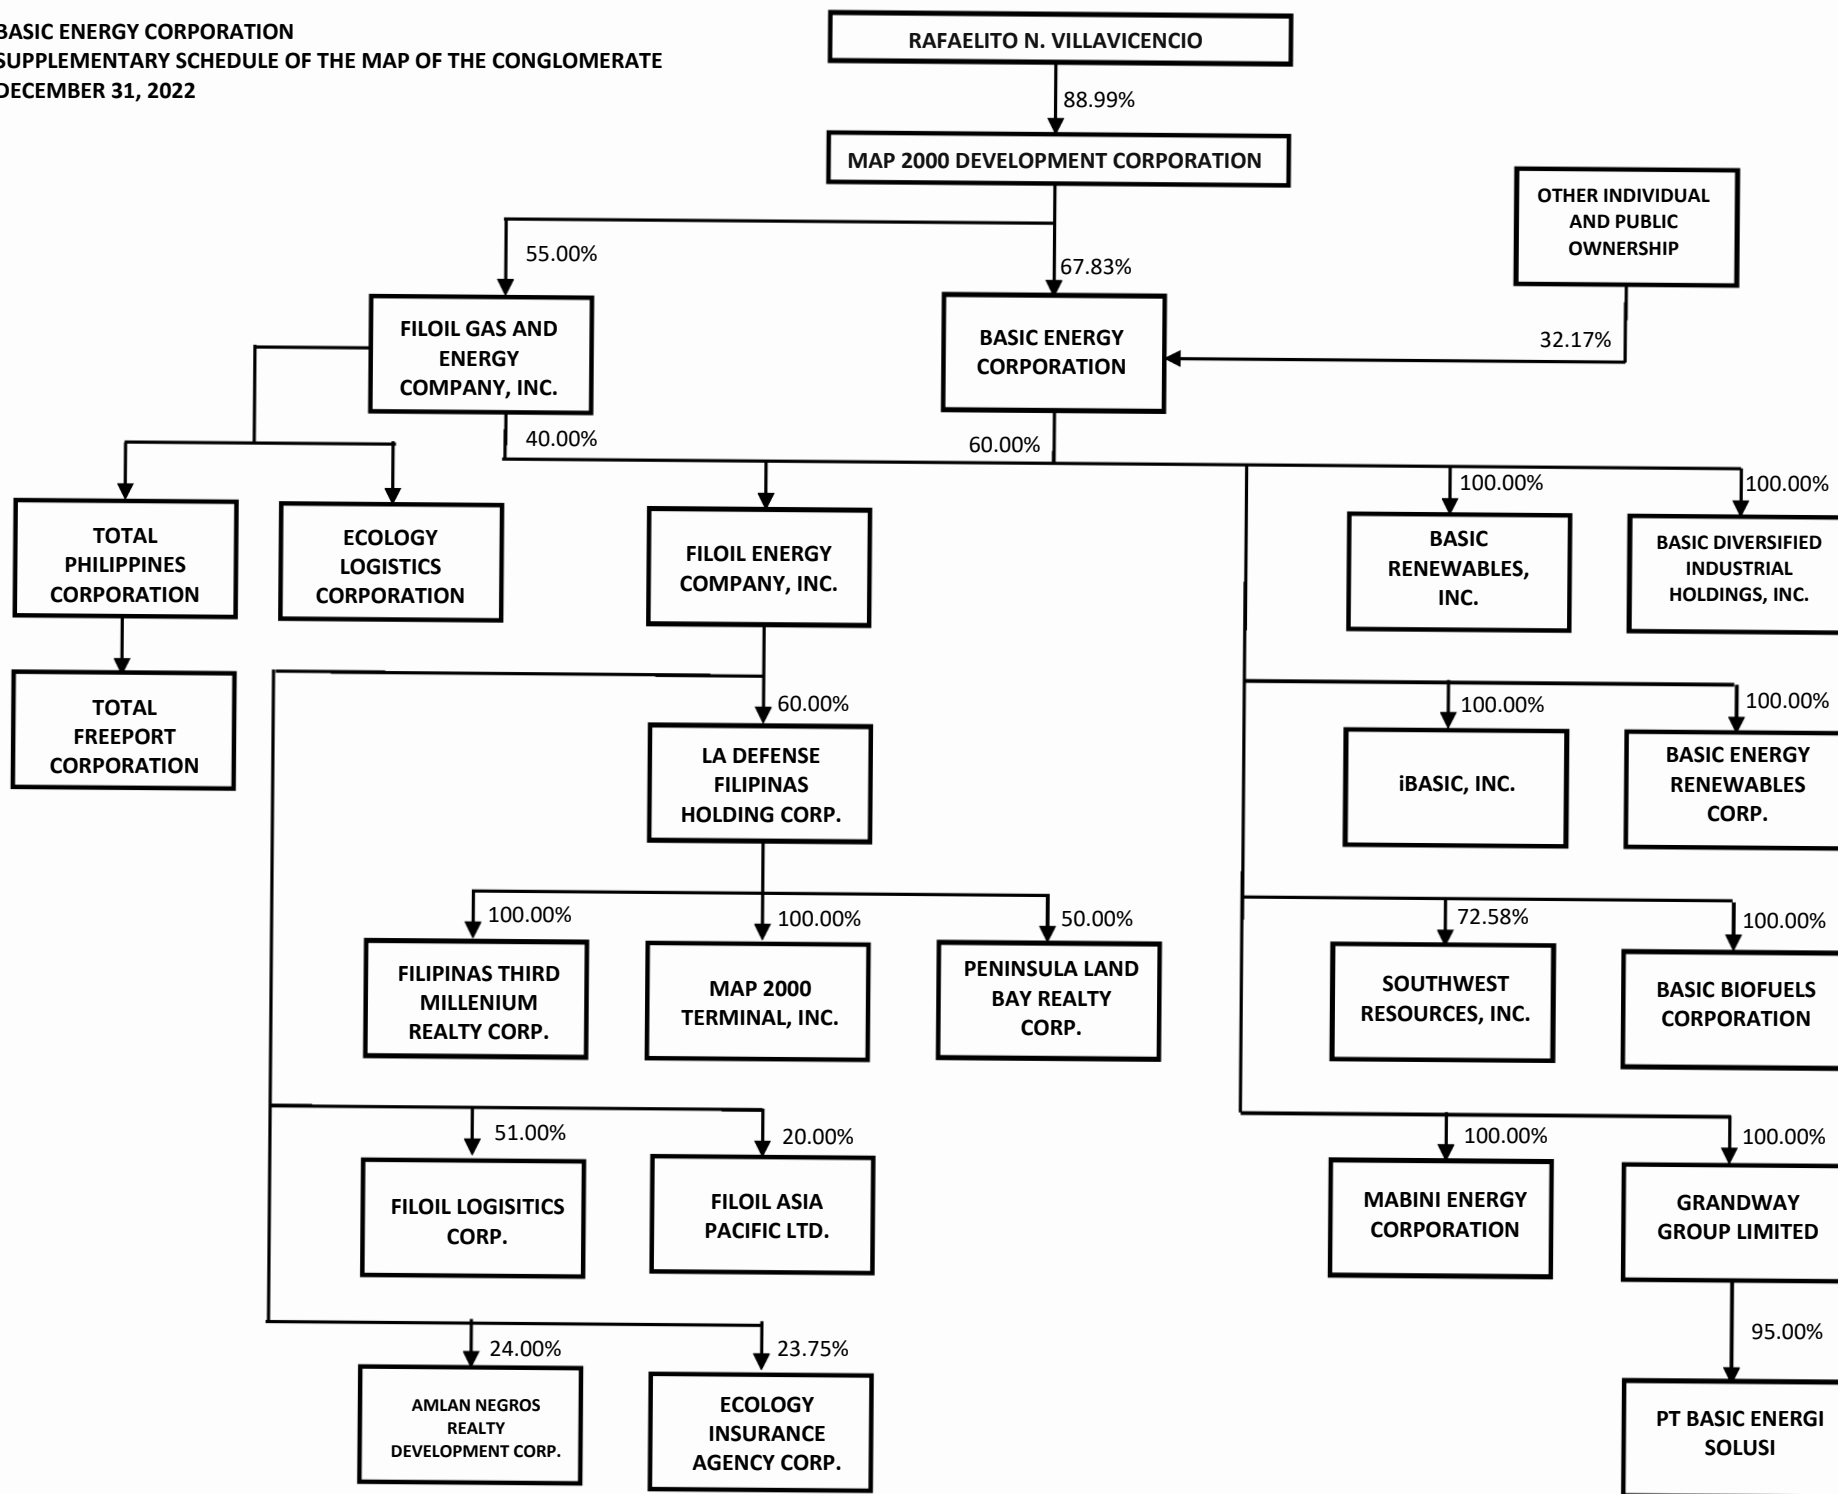 BASIC ENERGY CORPORATION
SUPPLEMENTARY SCHEDULE OF THE MAP OF THE CONGLOMERATE
DECEMBER 31, 2022
RAFAELITO N. VILLAVICENCIO
88.99%
MAP 2000 DEVELOPMENT CORPORATION
OTHER INDIVIDUAL
AND PUBLIC
OWNERSHIP
55.00%
67.83%
32.17%
FILOIL GAS AND
ENERGY
COMPANY, INC.
BASIC ENERGY
CORPORATION
40.00%
60.00%
100.00%
100.00%
TOTAL
PHILIPPINES
CORPORATION
ECOLOGY
LOGISTICS
CORPORATION
FILOIL ENERGY
COMPANY, INC.
BASIC
RENEWABLES,
INC.
BASIC DIVERSIFIED
INDUSTRIAL
HOLDINGS, INC.
60.00%
100.00%
100.00%
TOTAL
FREEPORT
CORPORATION
LA DEFENSE
FILIPINAS
HOLDING CORP.
iBASIC, INC.
BASIC ENERGY
RENEWABLES
CORP.
100.00%
100.00%
50.00%
72.58%
100.00%
FILIPINAS THIRD
MILLENIUM
REALTY CORP.
MAP 2000
TERMINAL, INC.
PENINSULA LAND
BAY REALTY
CORP.
SOUTHWEST
RESOURCES, INC.
BASIC BIOFUELS
CORPORATION
51.00%
20.00%
100.00%
100.00%
FILOIL LOGISITICS
CORP.
FILOIL ASIA
PACIFIC LTD.
MABINI ENERGY
CORPORATION
GRANDWAY
GROUP LIMITED
24.00%
23.75%
95.00%
AMLAN NEGROS
REALTY
DEVELOPMENT CORP.
ECOLOGY
INSURANCE
AGENCY CORP.
PT BASIC ENERGI
SOLUSI